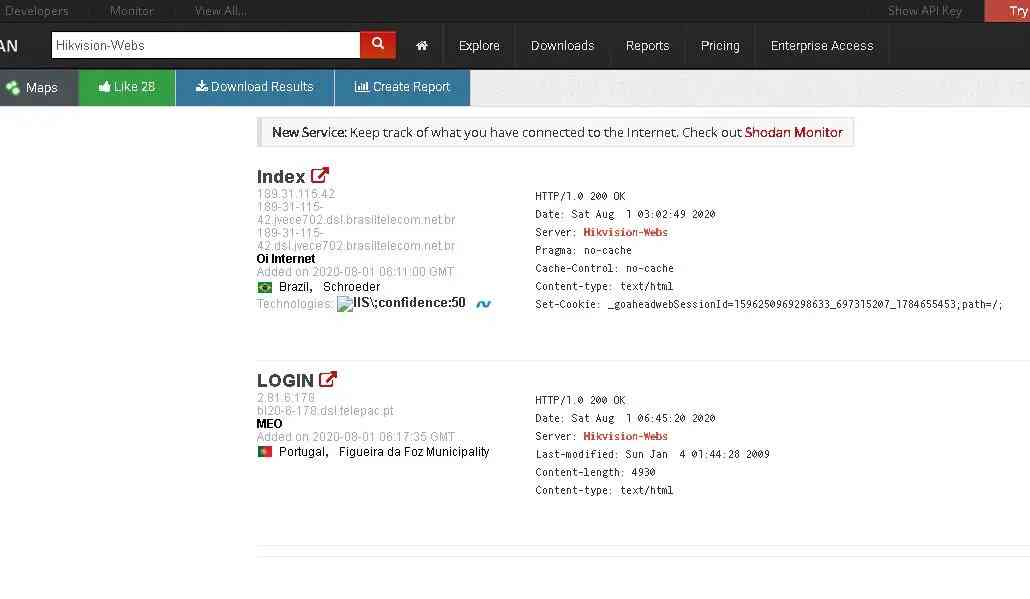 Developers
Monitor
View All...
Show API Key
Try
AN
Hikvision-Webs
Explore
Downloads
Reports
Pricing
Enterprise Access
Maps
Like 28
Download Results
Create Report
New Service: Keep track of what you have connected to the Internet. Check out Shodan Monitor
Index
189.31.115.42
189-31-115-
42.jvece702.dsl.brasiltelecom.net.br
189-31-115-
42.dsl.jvece702.brasiltelecom.net.br
Oi Internet
Added on 2020-08-01 06:11:00 GMT
Brazil, Schroeder
Technologies: IIS\;confidence:50
HTTP/1.0 200 OK
Date: Sat Aug 1 03:02:49 2020
Server: Hikvision-Webs
Pragma: no-cache
Cache-Control: no-cache
Content-type: text/html
Set-Cookie: _goaheadwebSessionId=1596250969298633_697315207_1784655453;path=/;
LOGIN
2.81.6.178
bl20-6-178.dsl.telepac.pt
MEO
Added on 2020-08-01 06:17:35 GMT
Portugal, Figueira da Foz Municipality
HTTP/1.0 200 OK
Date: Sat Aug 1 06:45:20 2020
Server: Hikvision-Webs
Last-modified: Sun Jan 4 01:44:28 2009
Content-length: 4930
Content-type: text/html